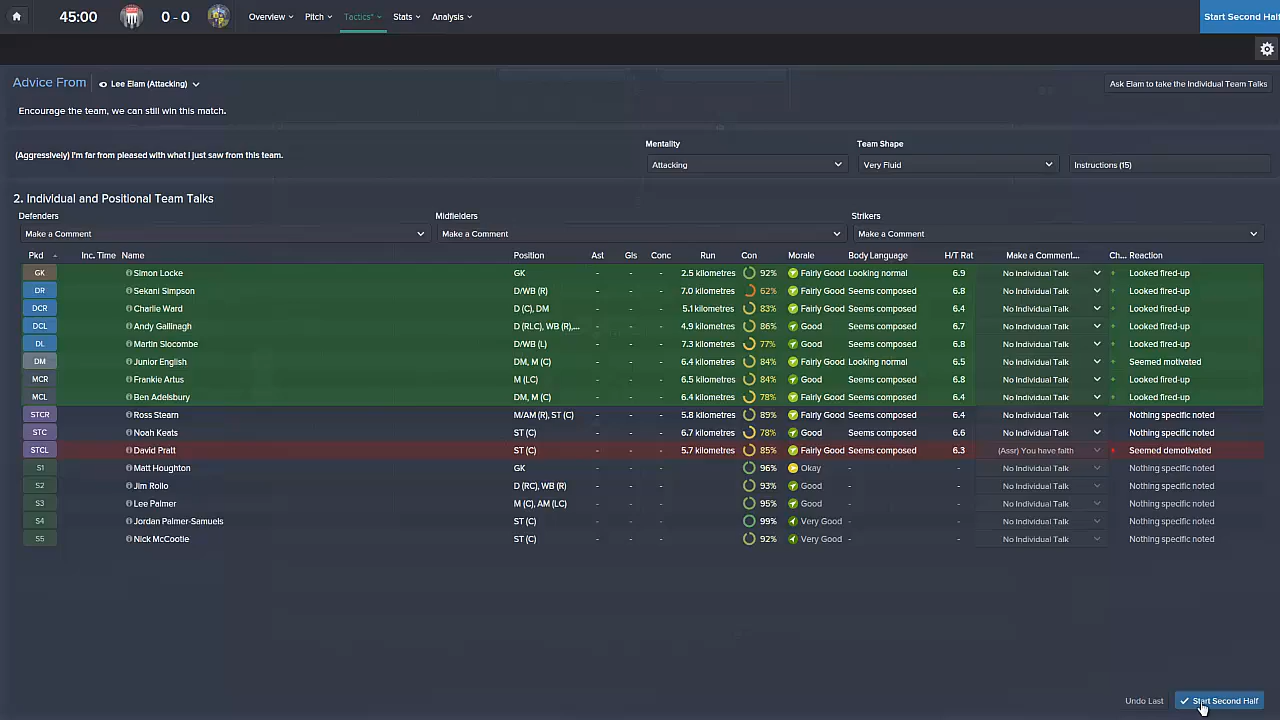 45:00 0 - 0 Overview Pitch Tactics* Stats Analysis Start Second Half
Advice From Lee Elam (Attacking) Ask Elam to take the Individual Team Talks
Encourage the team, we can still win this match.
Mentality Team Shape
(Aggressively) I'm far from pleased with what I just saw from this team. Attacking Very Fluid Instructions (15)
2. Individual and Positional Team Talks
Defenders Midfielders Strikers
Make a Comment Make a Comment Make a Comment
Pkd Inc. Time Name Position Ast Gls Conc Run Con Morale Body Language H/T Rat Make a Comment... Ch... Reaction
GK Simon Locke GK - - - 2.5 kilometres 92% Fairly Good Looking normal 6.9 No Individual Talk Looked fired-up
DR Sekani Simpson D/WB (R) - - - 7.0 kilometres 62% Fairly Good Seems composed 6.8 No Individual Talk Looked fired-up
DCR Charlie Ward D (C), DM - - - 5.1 kilometres 83% Fairly Good Seems composed 6.4 No Individual Talk Looked fired-up
DCL Andy Gallinagh D (RLC), WB (R),... - - - 4.9 kilometres 86% Good Seems composed 6.7 No Individual Talk Looked fired-up
DL Martin Slocombe D/WB (L) - - - 7.3 kilometres 77% Good Seems composed 6.8 No Individual Talk Looked fired-up
DM Junior English DM, M (C) - - - 6.4 kilometres 84% Fairly Good Looking normal 6.5 No Individual Talk Seemed motivated
MCR Frankie Artus M (LC) - - - 6.5 kilometres 84% Good Seems composed 6.8 No Individual Talk Looked fired-up
MCL Ben Adelsbury DM, M (C) - - - 6.4 kilometres 78% Fairly Good Seems composed 6.4 No Individual Talk Looked fired-up
STCR Ross Stearn M/AM (R), ST (C) - - - 5.8 kilometres 89% Fairly Good Seems composed 6.4 No Individual Talk Nothing specific noted
STC Noah Keats ST (C) - - - 6.7 kilometres 78% Good Seems composed 6.6 No Individual Talk Nothing specific noted
STCL David Pratt ST (C) - - - 5.7 kilometres 85% Fairly Good Seems composed 6.3 (Assr) You have faith Seemed demotivated
S1 Matt Houghton GK - - - 96% Okay - - No Individual Talk Nothing specific noted
S2 Jim Rollo D (RC), WB (R) - - - 93% Good - - No Individual Talk Nothing specific noted
S3 Lee Palmer M (C), AM (LC) - - - 95% Good - - No Individual Talk Nothing specific noted
S4 Jordan Palmer-Samuels ST (C) - - - 99% Very Good - - No Individual Talk Nothing specific noted
S5 Nick McCootie ST (C) - - - 92% Very Good - - No Individual Talk Nothing specific noted
Undo Last Start Second Half